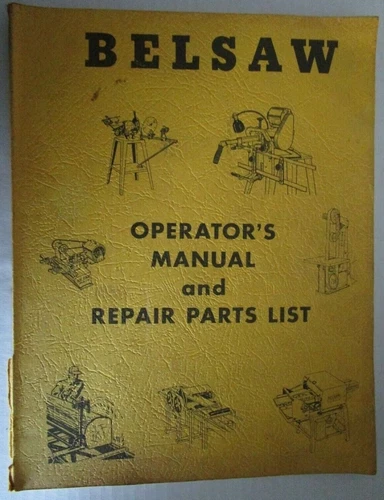 BELSAW
OPERATOR'S
MANUAL
and
REPAIR PARTS LIST